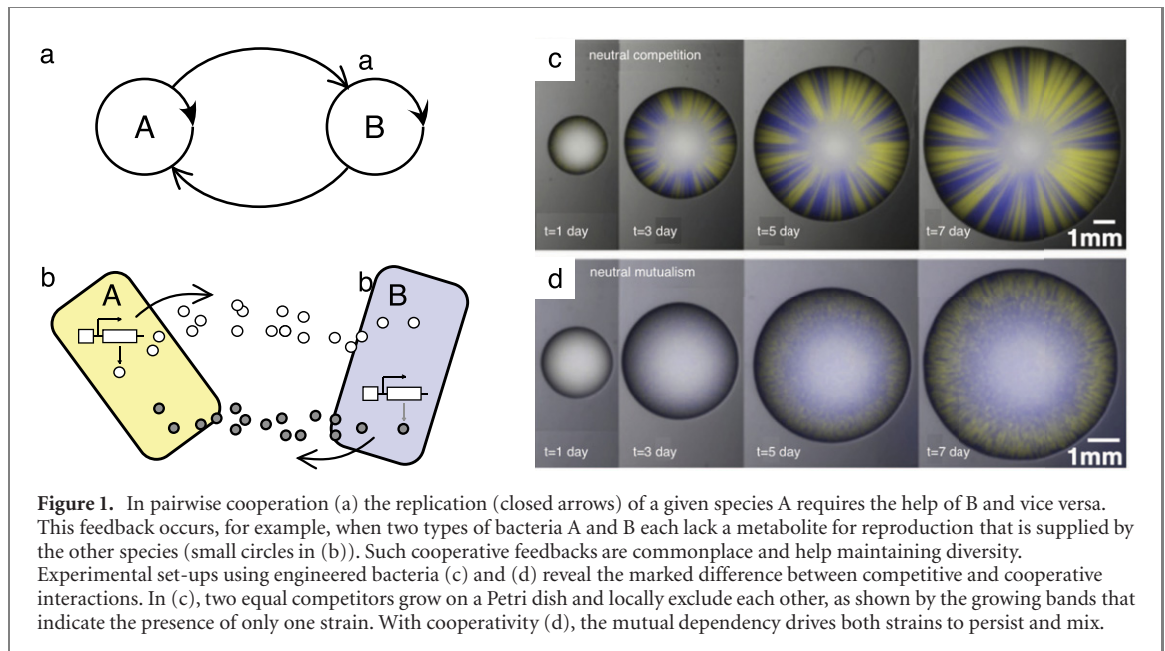 a
a
A
B
b
A
b
B
c
neutral competition
t=1 day
t=3 day
t=5 day
t=7 day
1mm
d
neutral mutualism
t=1 day
t=3 day
t=5 day
t=7 day
1mm
Figure 1. In pairwise cooperation (a) the replication (closed arrows) of a given species A requires the help of B and vice versa.
This feedback occurs, for example, when two types of bacteria A and B each lack a metabolite for reproduction that is supplied by
the other species (small circles in (b)). Such cooperative feedbacks are commonplace and help maintaining diversity.
Experimental set-ups using engineered bacteria (c) and (d) reveal the marked difference between competitive and cooperative
interactions. In (c), two equal competitors grow on a Petri dish and locally exclude each other, as shown by the growing bands that
indicate the presence of only one strain. With cooperativity (d), the mutual dependency drives both strains to persist and mix.